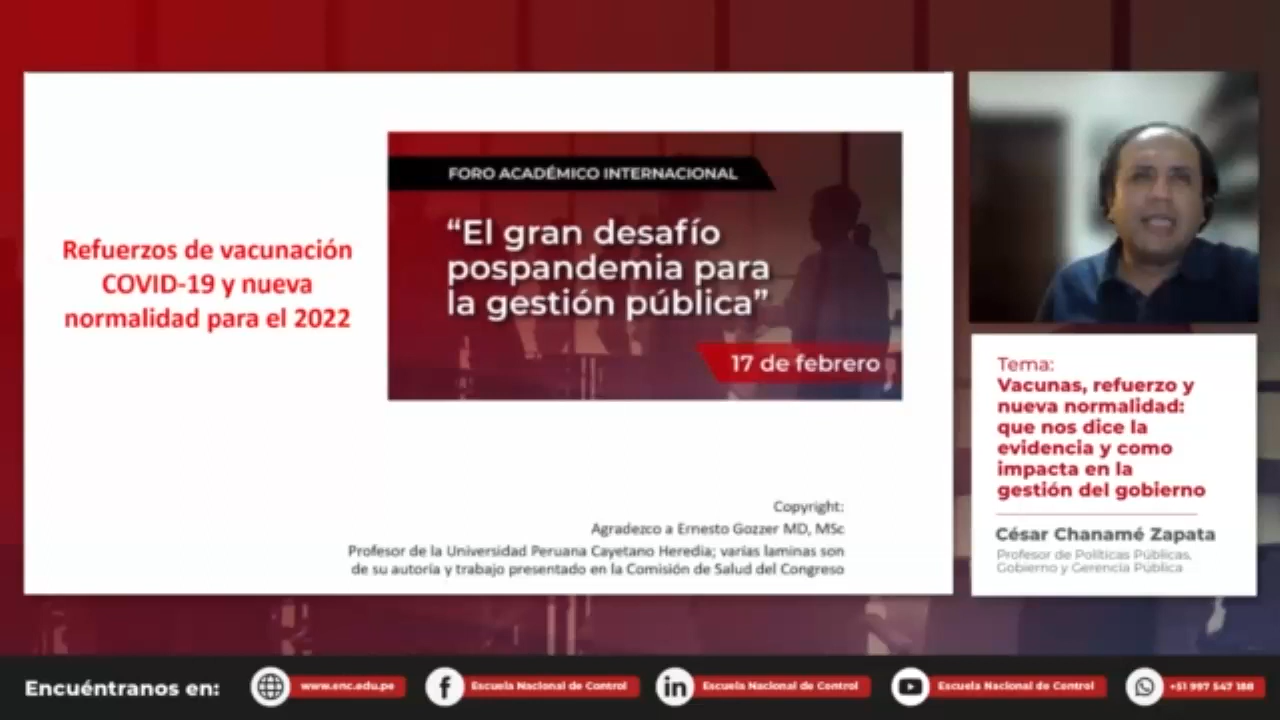 Refuerzos de vacunación
COVID-19 y nueva
normalidad para el 2022
FORO ACADÉMICO INTERNACIONAL
“El gran desafío
pospandemia para
la gestión pública”
17 de febrero
Copyright:
Agradezco a Ernesto Gozzer MD, MSc
Profesor de la Universidad Peruana Cayetano Heredia; varias laminas son
de su autoría y trabajo presentado en la Comisión de Salud del Congreso
Tema:
Vacunas, refuerzo y
nueva normalidad:
que nos dice la
evidencia y como
impacta en la
gestión del gobierno
César Chanamé Zapata
Profesor de Políticas Públicas,
Gobierno y Gerencia Pública
Encuéntranos en:
www.enc.edu.pe
Escuela Nacional de Control
Escuela Nacional de Control
Escuela Nacional de Control
+51 997 547 188